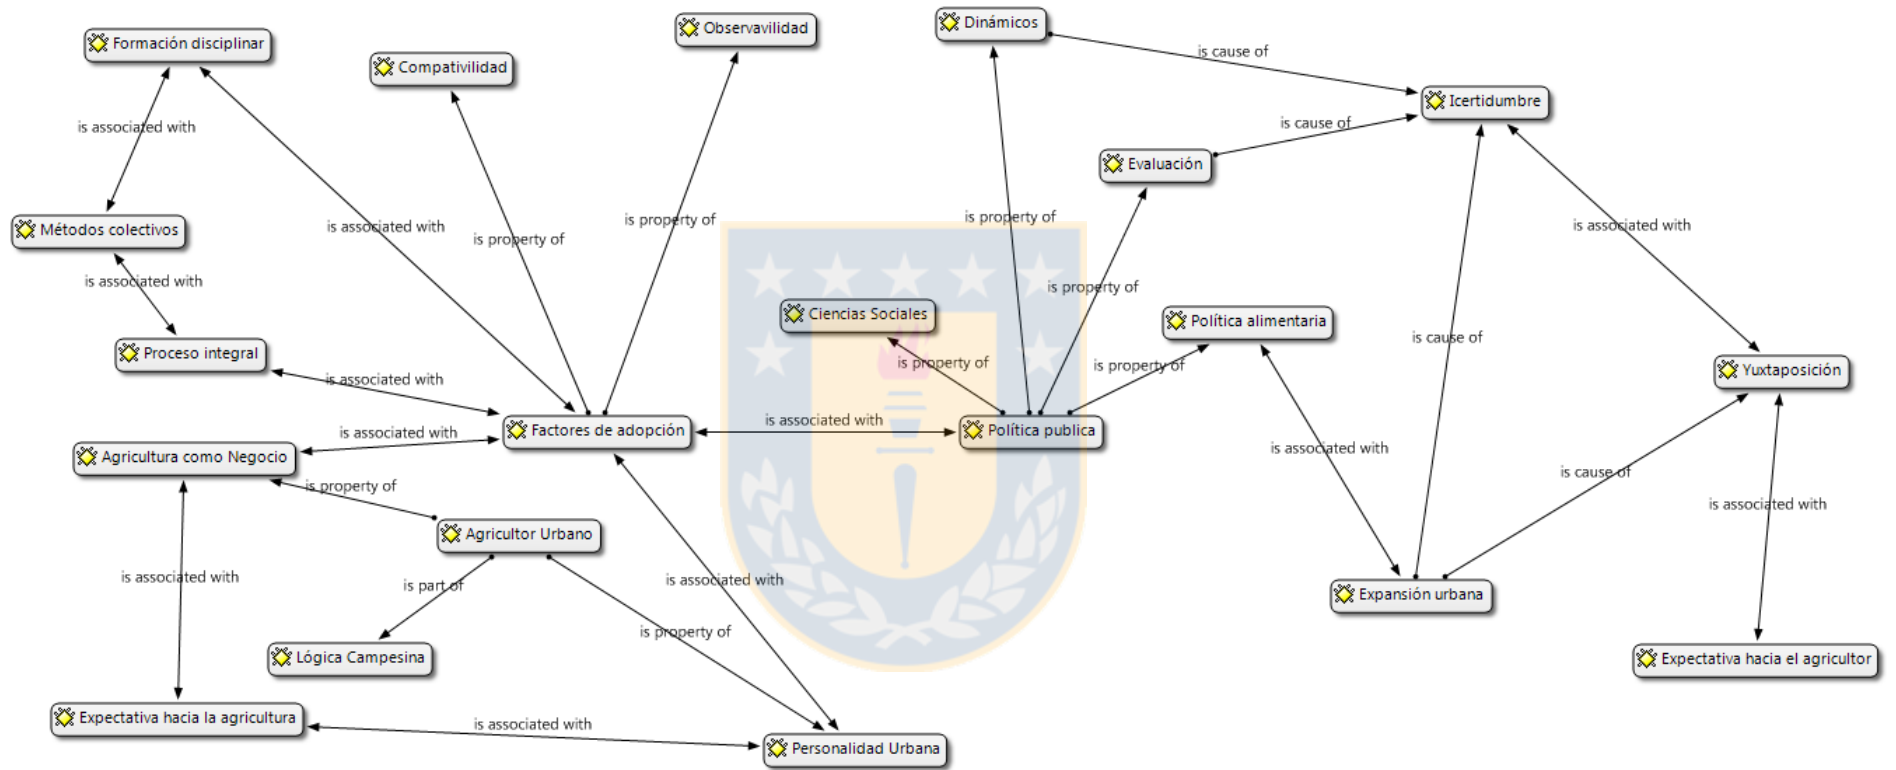 Observavilidad
Dinámicos
Formación disciplinar
is cause of
Compativilidad
Icertidumbre
is associated with
is cause of
Evaluación
is property of
is property of
is associated with
is associated with
Métodos colectivos
is property of
is associated with
is property of
Ciencias Sociales
Política alimentaria
is cause of
Proceso integral
is property of
is property of
Yuxtaposición
is associated with
is associated with
is associated with
Factores de adopción
Política publica
Agricultura como Negocio
is associated with
is cause of
is property of
is associated with
Agricultor Urbano
is associated with
is associated with
is part of
Expansión urbana
is property of
Lógica Campesina
Expectativa hacia el agricultor
Expectativa hacia la agricultura
is associated with
Personalidad Urbana